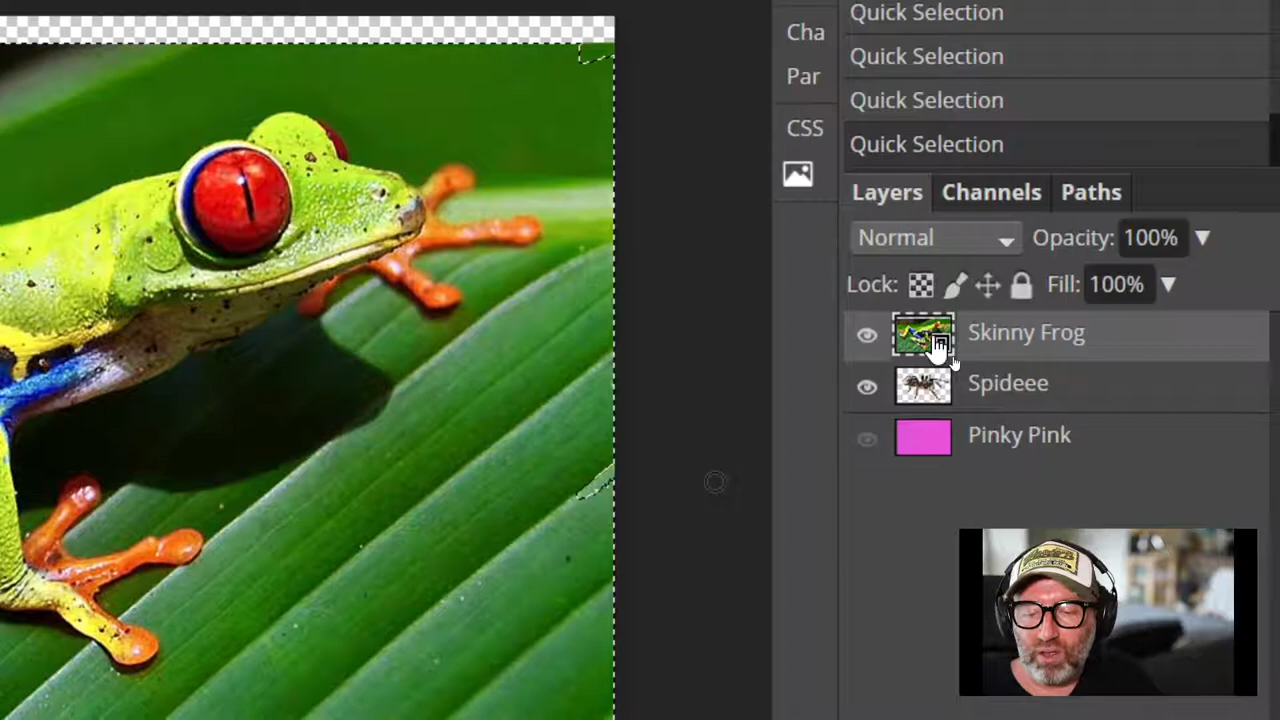 Quick Selection
Cha
Quick Selection
Par
Quick Selection
CSS
Quick Selection
Layers Channels Paths
Normal Opacity: 100%
Lock: Fill: 100%
Skinny Frog
Spideee
Pinky Pink